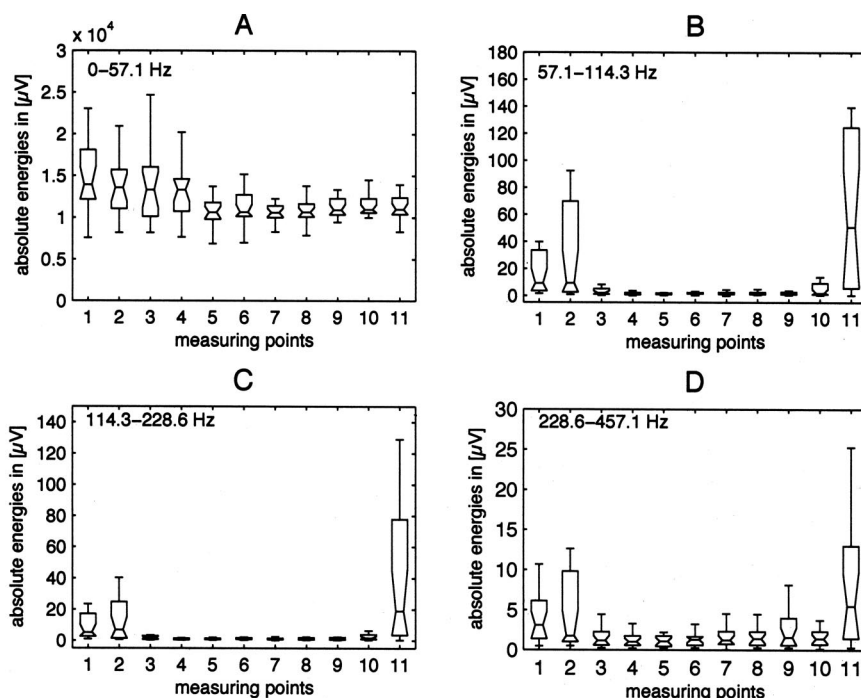 A
x 10⁴
0–57.1 Hz
absolute energies in [µV]
3
2.5
2
1.5
1
0.5
0
1 2 3 4 5 6 7 8 9 10 11
measuring points
B
57.1–114.3 Hz
absolute energies in [µV]
180
160
140
120
100
80
60
40
20
0
1 2 3 4 5 6 7 8 9 10 11
measuring points
C
114.3–228.6 Hz
absolute energies in [µV]
140
120
100
80
60
40
20
0
1 2 3 4 5 6 7 8 9 10 11
measuring points
D
228.6–457.1 Hz
absolute energies in [µV]
30
25
20
15
10
5
0
1 2 3 4 5 6 7 8 9 10 11
measuring points